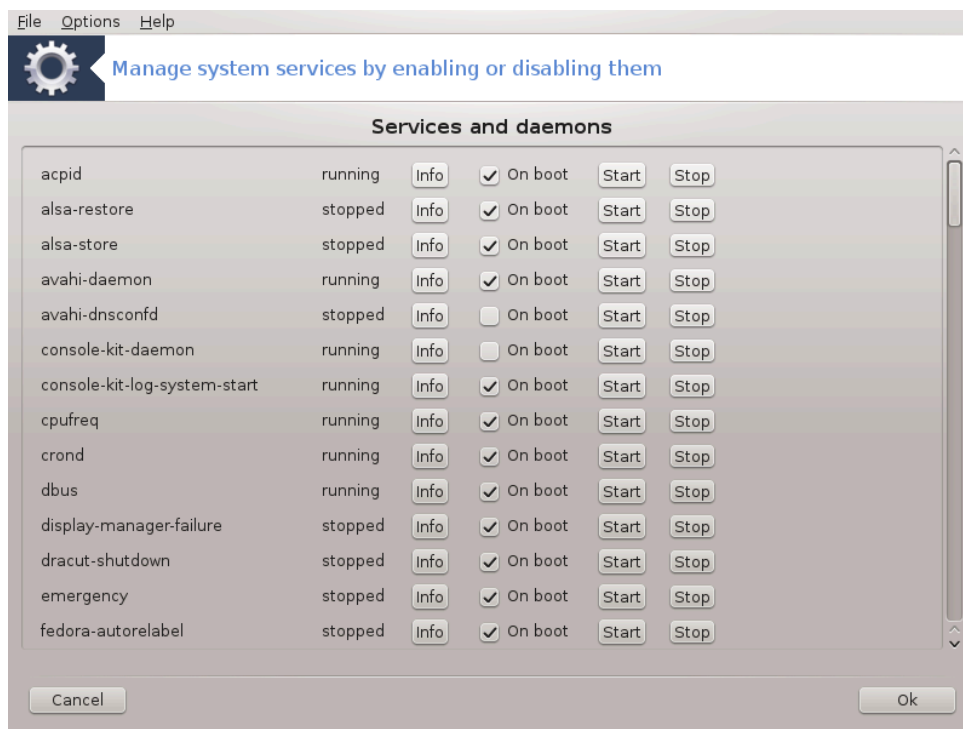 File Options Help
Manage system services by enabling or disabling them
Services and daemons
acpid running Info On boot Start Stop
alsa-restore stopped Info On boot Start Stop
alsa-store stopped Info On boot Start Stop
avahi-daemon running Info On boot Start Stop
avahi-dnsconfd stopped Info On boot Start Stop
console-kit-daemon running Info On boot Start Stop
console-kit-log-system-start running Info On boot Start Stop
cpufreq running Info On boot Start Stop
crond running Info On boot Start Stop
dbus running Info On boot Start Stop
display-manager-failure stopped Info On boot Start Stop
dracut-shutdown stopped Info On boot Start Stop
emergency stopped Info On boot Start Stop
fedora-autorelabel stopped Info On boot Start Stop
Cancel Ok